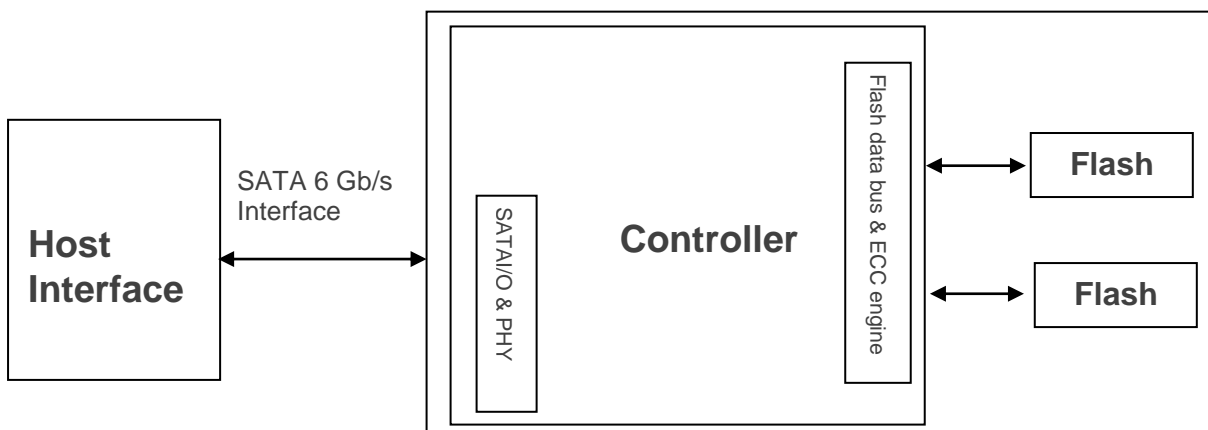 SATA 6 Gb/s
Interface
Host
Interface
SATAI/O & PHY
Controller
Flash data bus & ECC engine
Flash
Flash